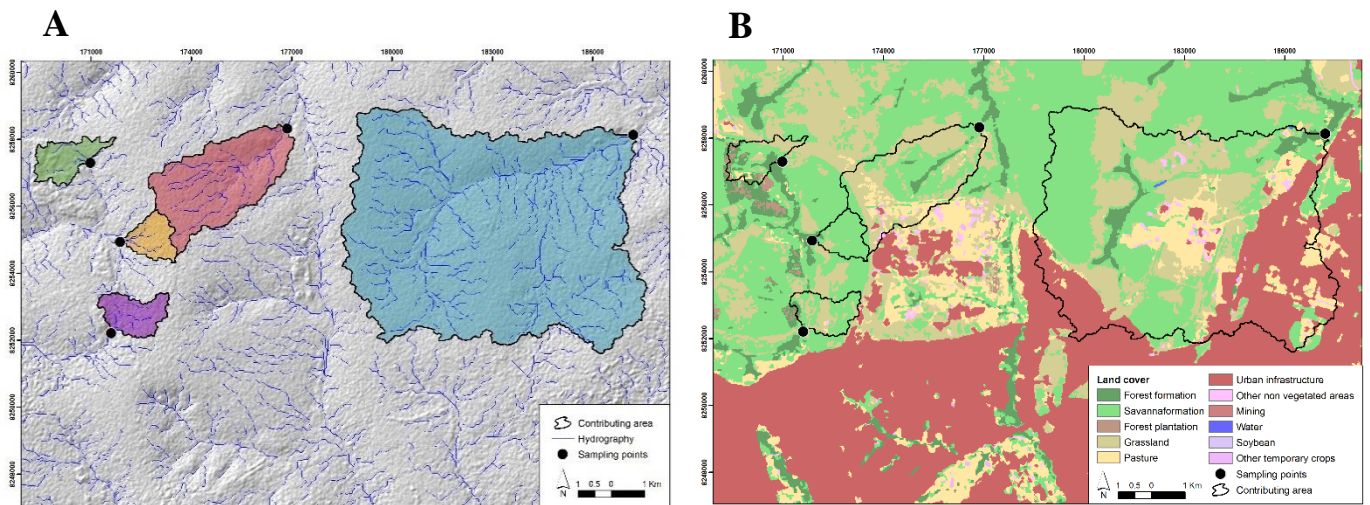 A
171000 174000 177000 180000 183000 186000
8260000
8258000
8256000
8254000
8252000
8250000
8248000
Contributing area
Hydrography
Sampling points
N
1 0.5 0 1 Km
B
171000 174000 177000 180000 183000 186000
8260000
8258000
8256000
8254000
8252000
8250000
8248000
Land cover
Forest formation
Savannaformation
Forest plantation
Grassland
Pasture
Urban infrastructure
Other non vegetated areas
Mining
Water
Soybean
Other temporary crops
Sampling points
Contributing area
N
1 0.5 0 1 Km